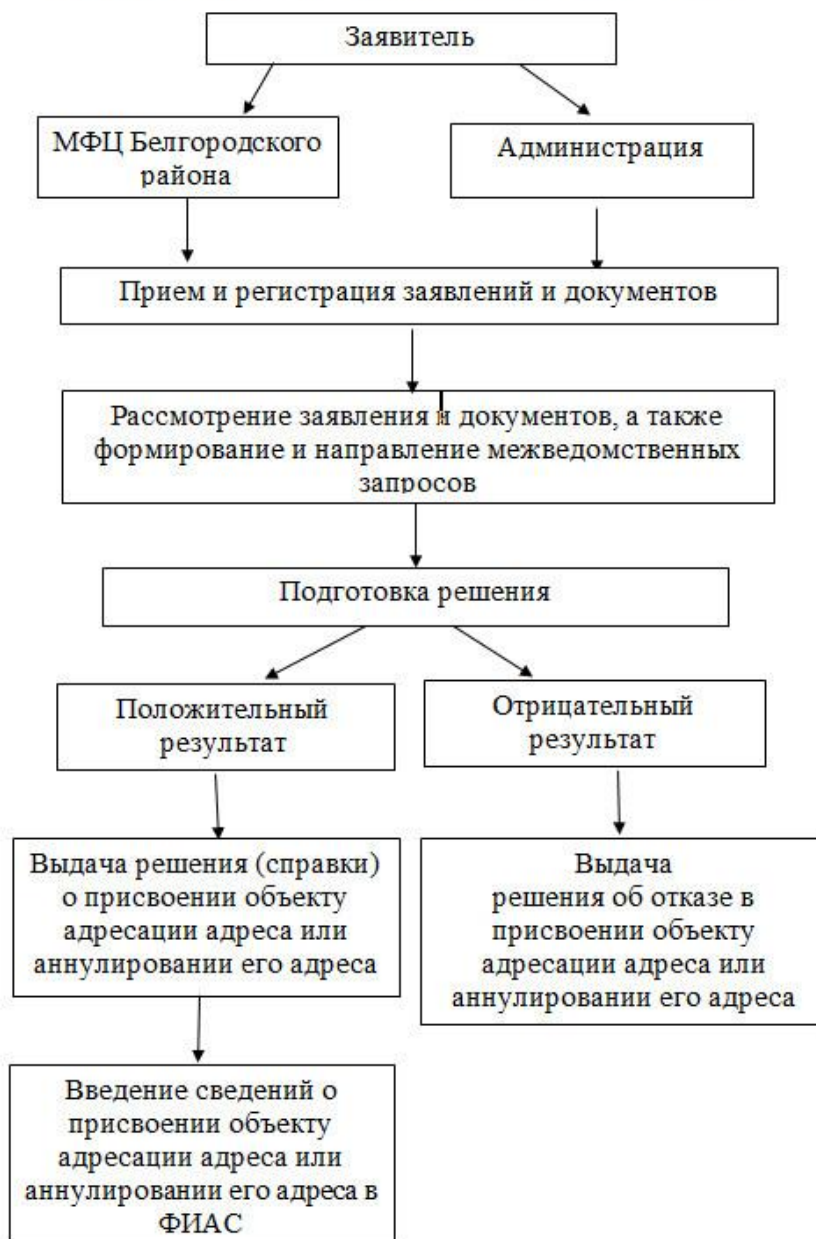 Заявитель
МФЦ Белгородского
района
Администрация
Прием и регистрация заявлений и документов
Рассмотрение заявления и документов, а также
формирование и направление межведомственных
запросов
Подготовка решения
Положительный
результат
Отрицательный
результат
Выдача решения (справки)
о присвоении объекту
адресации адреса или
аннулировании его адреса
Выдача
решения об отказе в
присвоении объекту
адресации адреса или
аннулировании его адреса
Введение сведений о
присвоении объекту
адресации адреса или
аннулировании его адреса в
ФИАС